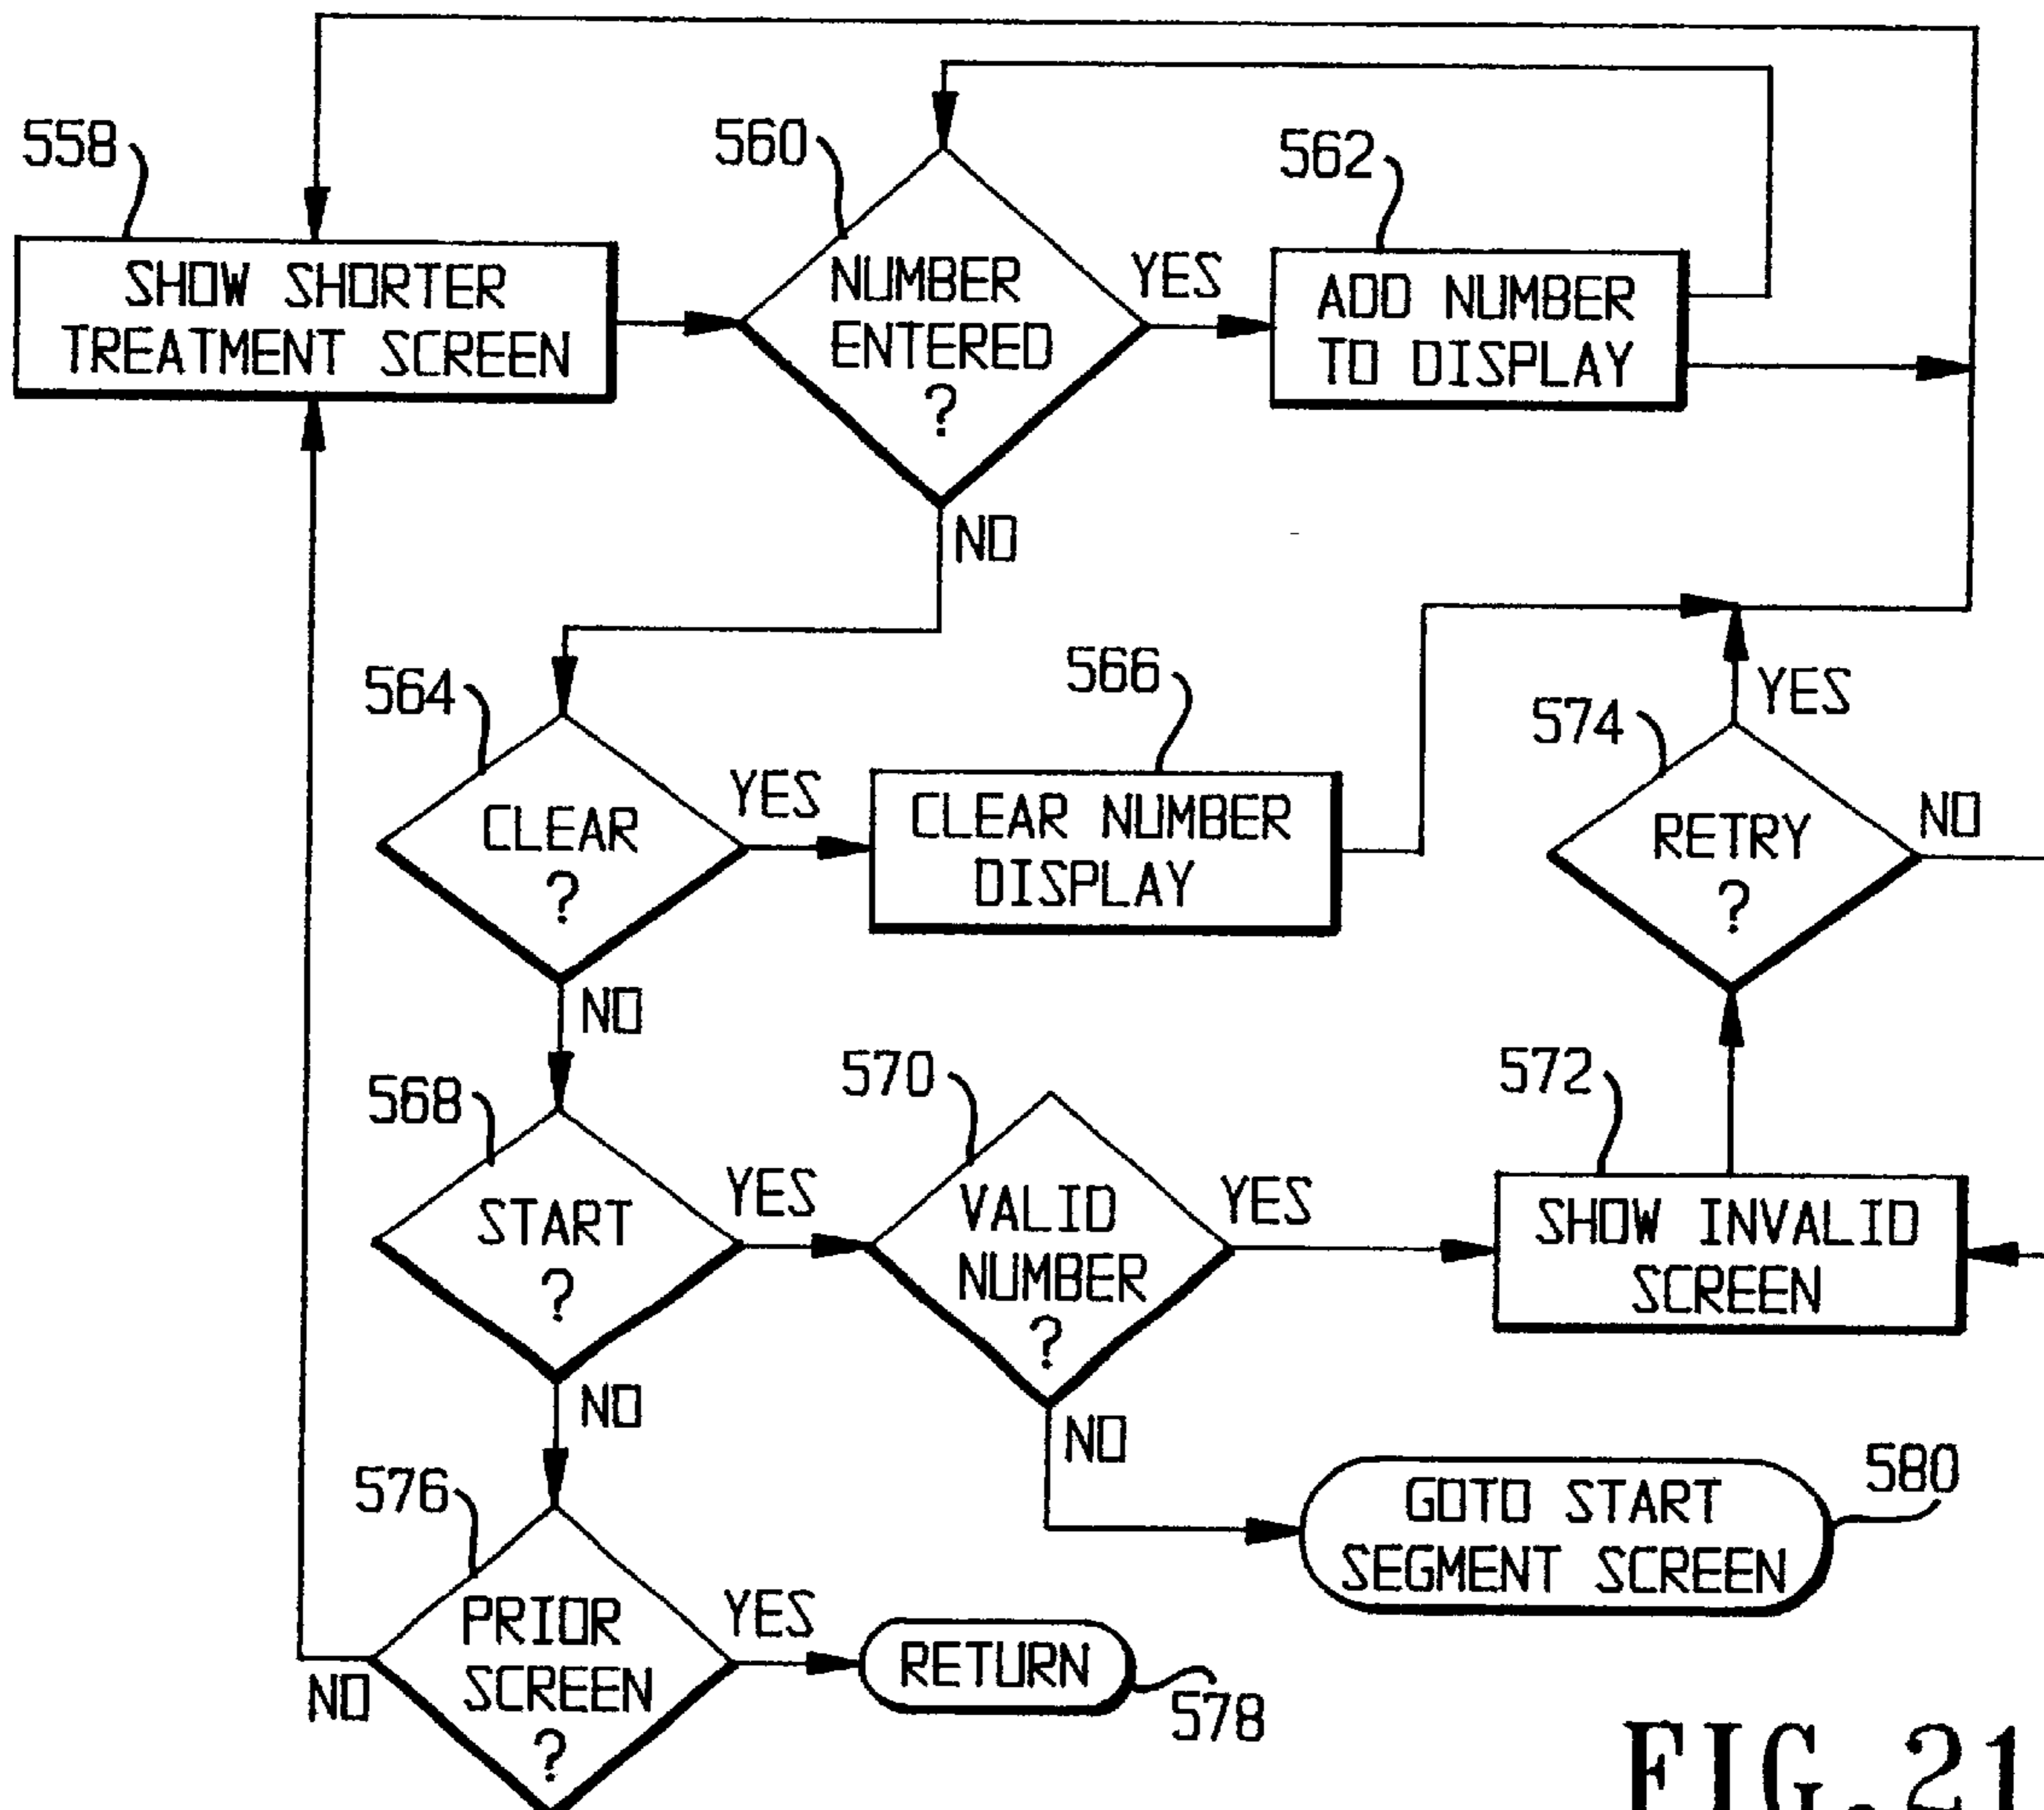 558
SHOW SHORTER
TREATMENT SCREEN
560
NUMBER
ENTERED
?
YES
NO
562
ADD NUMBER
TO DISPLAY
564
CLEAR
?
YES
NO
566
CLEAR NUMBER
DISPLAY
574
RETRY
?
YES
NO
568
START
?
YES
NO
570
VALID
NUMBER
?
YES
NO
572
SHOW INVALID
SCREEN
576
PRIOR
SCREEN
?
YES
NO
RETURN
578
GOTO START
SEGMENT SCREEN
580
FIG.21